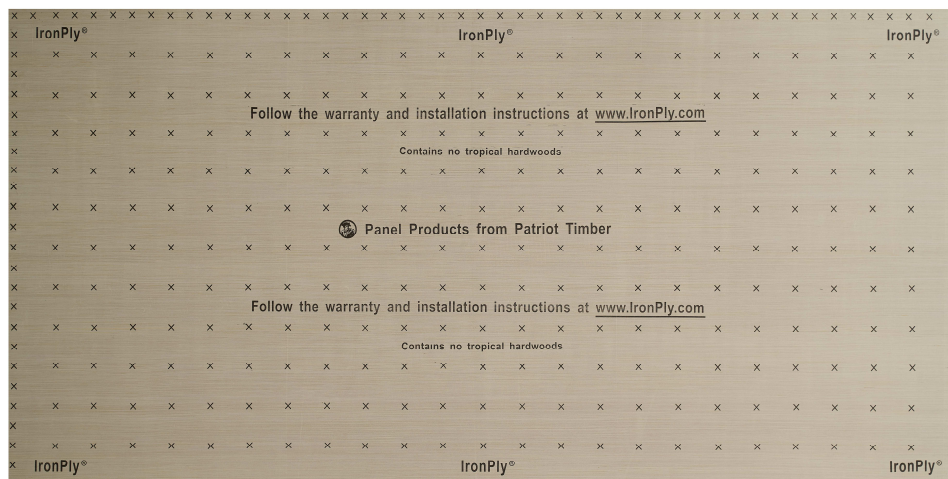 IronPly® IronPly® IronPly®
Follow the warranty and installation instructions at www.IronPly.com
Contains no tropical hardwoods
Panel Products from Patriot Timber
Follow the warranty and installation instructions at www.IronPly.com
Contains no tropical hardwoods
IronPly® IronPly® IronPly®